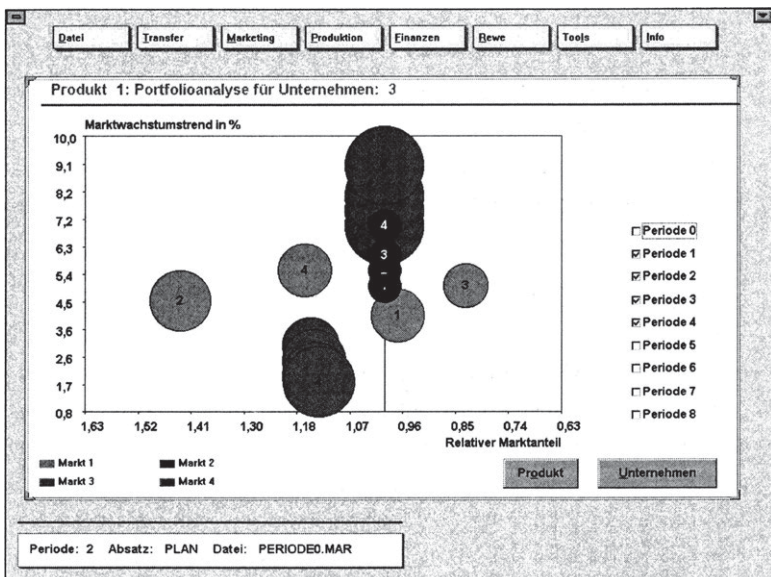 Datei Transfer Marketing Produktion Finanzen Rewe Tools Info
Produkt 1: Portfolioanalyse für Unternehmen: 3
Marktwachstumstrend in %
10,0
9,1
8,2
7,2
6,3
5,4
4,5
3,6
2,6
1,7
0,8
4
3
4
3
2
1
1,63 1,52 1,41 1,30 1,18 1,07 0,96 0,85 0,74 0,63
Relativer Marktanteil
Periode 0
Periode 1
Periode 2
Periode 3
Periode 4
Periode 5
Periode 6
Periode 7
Periode 8
Markt 1 Markt 2
Markt 3 Markt 4
Produkt Unternehmen
Periode: 2 Absatz: PLAN Datei: PERIODE0.MAR